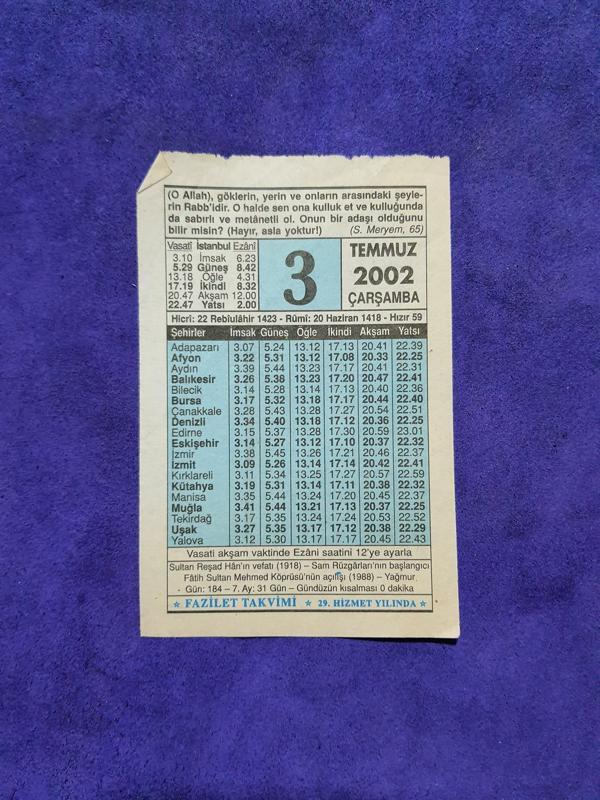 (O Allah), göklerin, yerin ve onların arasındaki şeyle-
rin Rabb'idir. O halde sen ona kulluk et ve kulluğunda
da sabırlı ve metânetli ol. Onun bir adaşı olduğunu
bilir misin? (Hayır, asla yoktur!) (S. Meryem, 65)
Vasatî İstanbul Ezânî
3.10 İmsak 6.23
5.29 Güneş 8.42
13.18 Öğle 4.31
17.19 İkindi 8.32
20.47 Akşam 12.00
22.47 Yatsı 2.00
3
TEMMUZ
2002
ÇARŞAMBA
Hicrî: 22 Rebîulâhir 1423 - Rûmî: 20 Haziran 1418 - Hızır 59
Şehirler İmsak Güneş Öğle İkindi Akşam Yatsı
Adapazarı 3.07 5.24 13.12 17.13 20.41 22.39
Afyon 3.22 5.31 13.12 17.08 20.33 22.25
Aydın 3.39 5.44 13.23 17.17 20.41 22.31
Balıkesir 3.26 5.38 13.23 17.20 20.47 22.41
Bilecik 3.14 5.28 13.14 17.13 20.40 22.36
Bursa 3.17 5.32 13.18 17.17 20.44 22.40
Çanakkale 3.28 5.43 13.28 17.27 20.54 22.51
Denizli 3.34 5.40 13.18 17.12 20.36 22.25
Edirne 3.15 5.37 13.28 17.30 20.59 23.01
Eskişehir 3.14 5.27 13.12 17.10 20.37 22.32
İzmir 3.38 5.45 13.26 17.21 20.46 22.37
İzmit 3.09 5.26 13.14 17.14 20.42 22.41
Kırklareli 3.11 5.34 13.25 17.27 20.57 22.59
Kütahya 3.19 5.31 13.14 17.11 20.38 22.32
Manisa 3.35 5.44 13.24 17.20 20.45 22.37
Muğla 3.41 5.44 13.21 17.13 20.37 22.25
Tekirdağ 3.17 5.35 13.24 17.24 20.53 22.52
Uşak 3.27 5.35 13.17 17.12 20.38 22.29
Yalova 3.12 5.30 13.17 17.17 20.45 22.43
Vasati akşam vaktinde Ezâni saatini 12'ye ayarla
Sultan Reşad Hân'ın vefatı (1918) – Sam Rüzgârları'nın başlangıcı
Fâtih Sultan Mehmed Köprüsü'nün açılışı (1988) – Yağmur
Gün: 184 – 7. Ay: 31 Gün – Gündüzün kısalması 0 dakika
★ FAZİLET TAKVİMİ ★ 29. HİZMET YILINDA ★